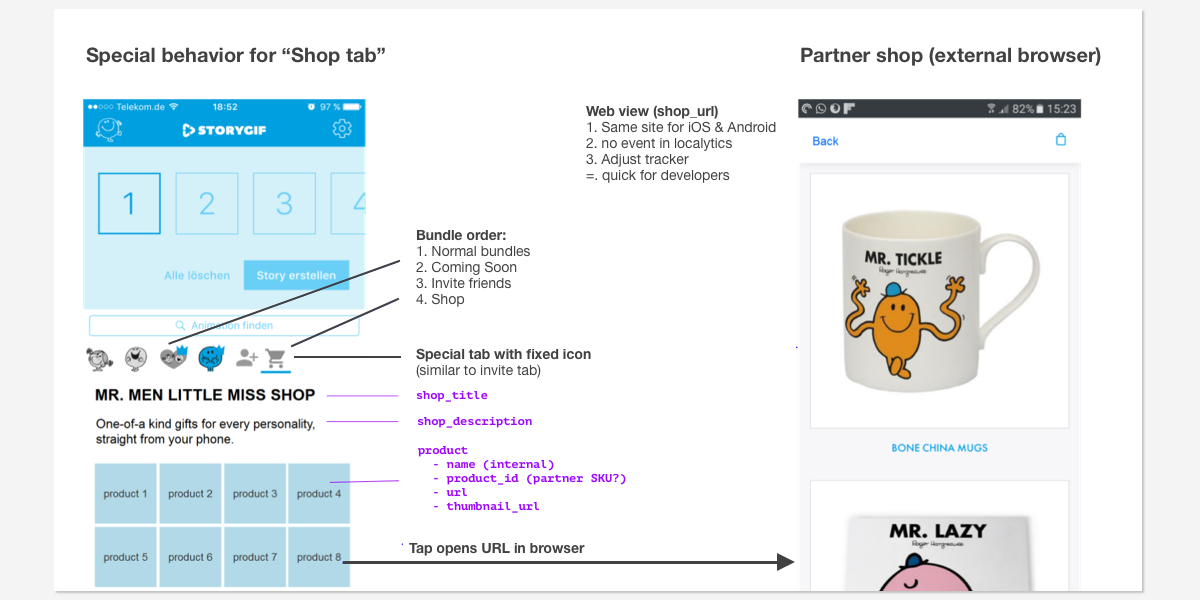 Special behavior for “Shop tab”
Partner shop (external browser)
Telekom.de
18:52
97 %
STORYGIF
1
2
3
4
Alle löschen
Story erstellen
Animation finden
MR. MEN LITTLE MISS SHOP
One-of-a kind gifts for every personality,
straight from your phone.
product 1
product 2
product 3
product 4
product 5
product 6
product 7
product 8
Bundle order:
1. Normal bundles
2. Coming Soon
3. Invite friends
4. Shop
Special tab with fixed icon
(similar to invite tab)
shop_title
shop_description
product
- name (internal)
- product_id (partner SKU?)
- url
- thumbnail_url
Tap opens URL in browser
Web view (shop_url)
1. Same site for iOS & Android
2. no event in localytics
3. Adjust tracker
=. quick for developers
82%
15:23
Back
MR. TICKLE
Roger Hargreaves
BONE CHINA MUGS
MR. LAZY
Roger Hargreaves